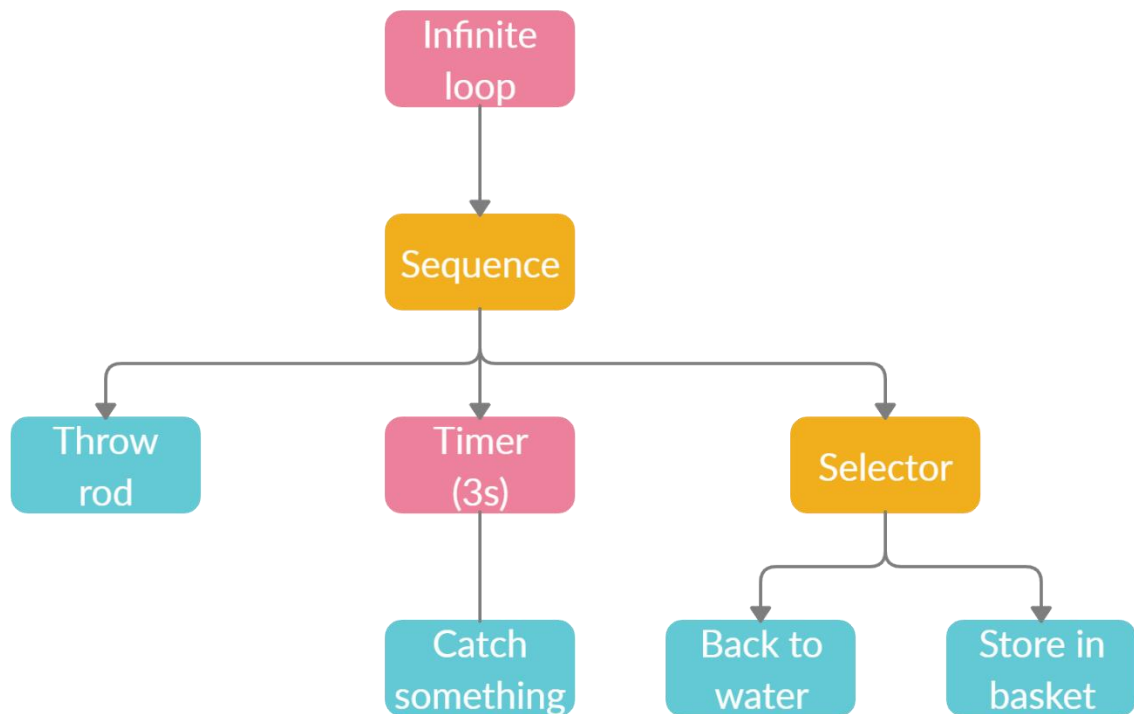 Infinite
loop
Sequence
Throw
rod
Timer
(3s)
Selector
Catch
something
Back to
water
Store in
basket